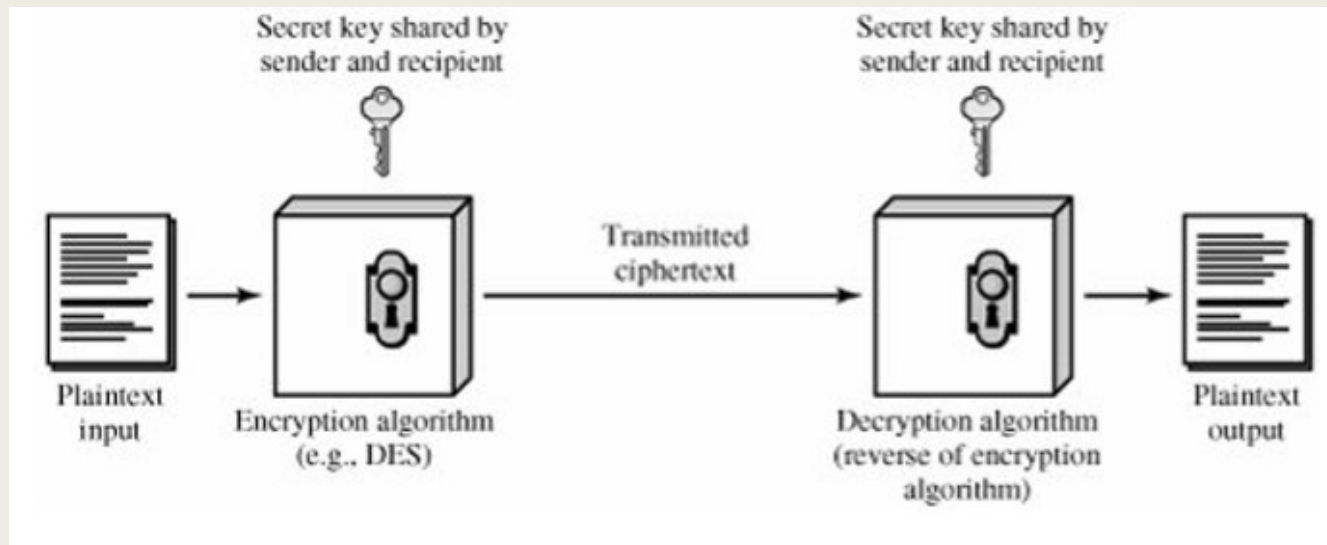 Secret key shared by
sender and recipient
Secret key shared by
sender and recipient
Transmitted
ciphertext
Plaintext
input
Encryption algorithm
(e.g., DES)
Decryption algorithm
(reverse of encryption
algorithm)
Plaintext
output